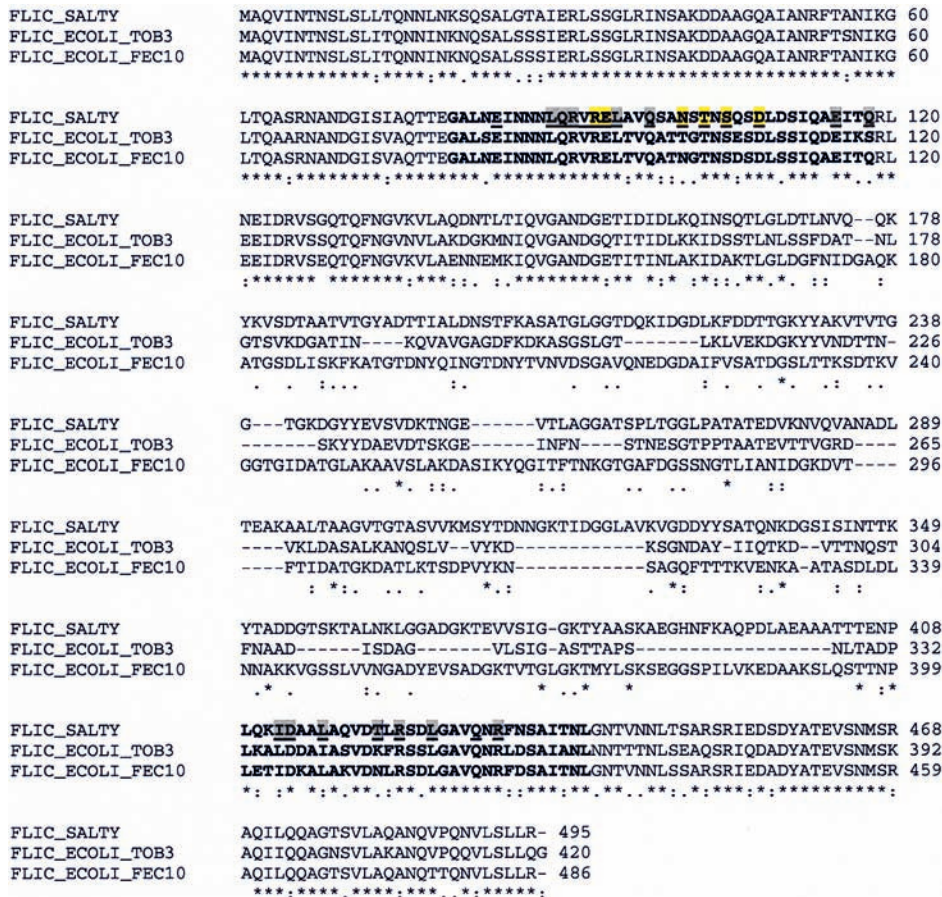 FLIC_SALTY MAQVINTNSLSLLTQNNLNKSQSALGTAIERLSSGLRINSAKDDAAGQAIANRFTANIKG 60
FLIC_ECOLI_TOB3 MAQVINTNSLSLITQNNINKNQSALSSSIERLSSGLRINSAKDDAAGQAIANRFTSNIKG 60
FLIC_ECOLI_FEC10 MAQVINTNSLSLITQNNINKNQSALSSSIERLSSGLRINSAKDDAAGQAIANRFTANIKG 60
************:****:**.****.::***************************:****
FLIC_SALTY LTQASRNANDGISIAQTTEGALNEINNNLQRVRELAVQSANSTNSQSDLDSIQAEITQRL 120
FLIC_ECOLI_TOB3 LTQAARNANDGISVAQTTEGALSEINNNLQRVRELTVQATTGTNSESDLSSIQDEIKSRL 120
FLIC_ECOLI_FEC10 LTQASRNANDGISVAQTTEGALSEINNNLQRVRELTVQATNGTNSDSDLSSIQAEITQRL 120
****:********:********.************:**::..***:***.*** **..**
FLIC_SALTY NEIDRVSGQTQFNGVKVLAQDNTLTIQVGANDGETIDIDLKQINSQTLGLDTLNVQ--QK 178
FLIC_ECOLI_TOB3 EEIDRVSSQTQFNGVNVLAKDGKMNIQVGANDGQTITIDLKKIDSSTLNLSSFDAT--NL 178
FLIC_ECOLI_FEC10 EEIDRVSEQTQFNGVKVLAENNEMKIQVGANDGETITINLAKIDAKTLGLDGFNIDGAQK 180
:****** *******:***::. :.********:** *:* :*::.**.*. :: :
FLIC_SALTY YKVSDTAATVTGYADTTIALDNSTFKASATGLGGTDQKIDGDLKFDDTTGKYYAKVTVTG 238
FLIC_ECOLI_TOB3 GTSVKDGATIN----KQVAVGAGDFKDKASGSLGT-------LKLVEKDGKYYVNDTTN- 226
FLIC_ECOLI_FEC10 ATGSDLISKFKATGTDNYQINGTDNYTVNVDSGAVQNEDGDAIFVSATDGSLTTKSDTKV 240
. . :... :. . .. : . *. .: ..
FLIC_SALTY G---TGKDGYYEVSVDKTNGE------VTLAGGATSPLTGGLPATATEDVKNVQVANADL 289
FLIC_ECOLI_TOB3 -------SKYYDAEVDTSKGE------INFN----STNESGTPPTAATEVTTVGRD---- 265
FLIC_ECOLI_FEC10 GGTGIDATGLAKAAVSLAKDASIKYQGITFTNKGTGAFDGSSNGTLIANIDGKDVT---- 296
.. *. ::. :.: .. . * ::
FLIC_SALTY TEAKAALTAAGVTGTASVVKMSYTDNNGKTIDGGLAVKVGDDYYSATQNKDGSISINTTK 349
FLIC_ECOLI_TOB3 ----VKLDASALKANQSLV--VYKD------------KSGNDAY-IIQTKD--VTTNQST 304
FLIC_ECOLI_FEC10 ----FTIDATGKDATLKTSDPVYKN------------SAGQFTTTTKVENKA-ATASDLDL 339
: *:. .. . *.: .*: :. .:..
FLIC_SALTY YTADDGTSKTALNKLGGADGKTEVVSIG-GKTYAASKAEGHNFKAQPDLAEAAATTTENP 408
FLIC_ECOLI_TOB3 FNAAD------ISDAG------VLSIG-ASTTAPS----------------NLTADP 332
FLIC_ECOLI_FEC10 NNAKKVGSSLVVNGADYEVSADGKTVTGLGKTMYLSKSEGGSPILVKEDAAKSLQSTTNP 399
.* . :. . * ..* * * :*
FLIC_SALTY LQKIDAALAQVDTLRSDLGAVQNRFNSAITNLGNTVNNLTSARSRIEDSDYATEVSNMSR 468
FLIC_ECOLI_TOB3 LKALDDAIASVDKFRSSLGAVQNRLDSAIANLNNTTTNLSEAQSRIQDADYATEVSNMSK 392
FLIC_ECOLI_FEC10 LETIDKALAKVDNLRSDLGAVQNRFDSAITNLGNTVNNLSSARSRIEDADYATEVSNMSR 459
*: :* *:*.**.:**.*******::***:**.**..**:.*:***:*:**********:
FLIC_SALTY AQILQQAGTSVLAQANQVPQNVLSLLR- 495
FLIC_ECOLI_TOB3 AQIIQQAGNSVLAKANQVPQQVLSLLQG 420
FLIC_ECOLI_FEC10 AQILQQAGTSVLAQANQTTQNVLSLLR- 486
***:****.****:***..*:*****: